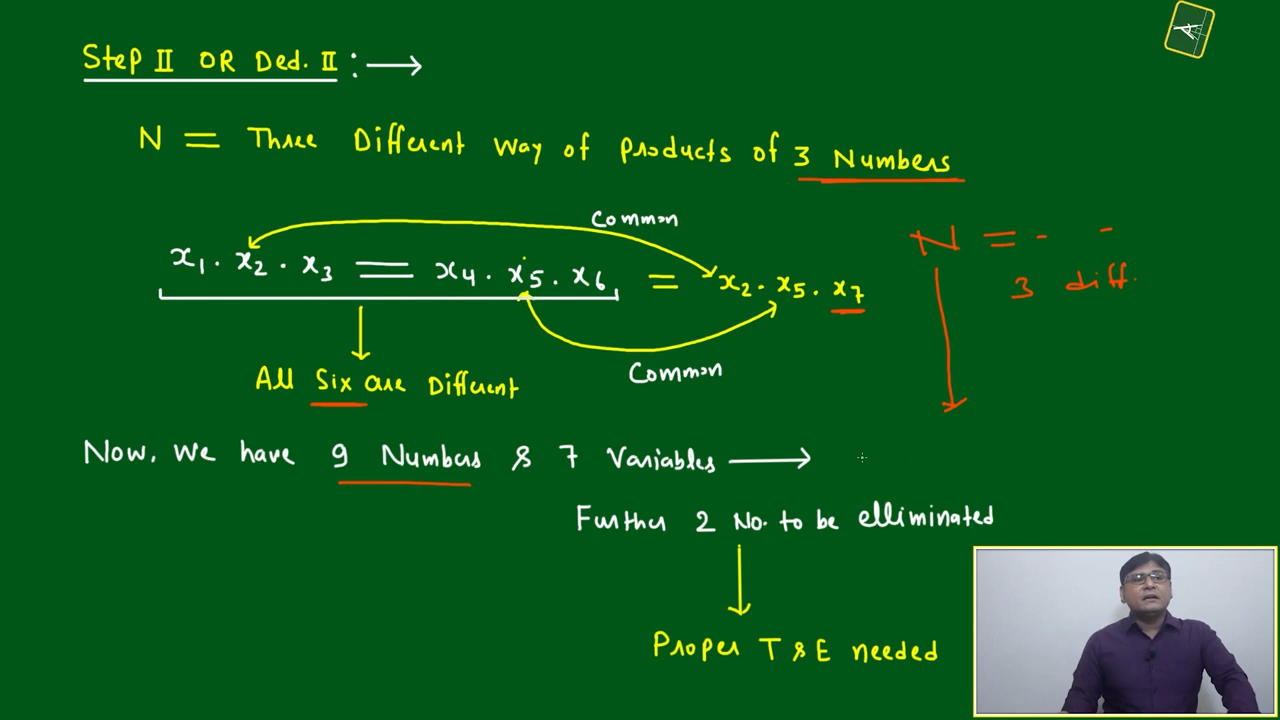 Step II OR Ded. II : →
N = Three Different Way of Products of 3 Numbers
Common
x₁ . x₂ . x₃ = x₄ . x₅ . x₆ = x₂ . x₅ . x₇
N = - -
3 diff.
All Six are Different
Common
Now, We have 9 Numbers & 7 Variables →
Further 2 No. to be elliminated
Proper T & E needed